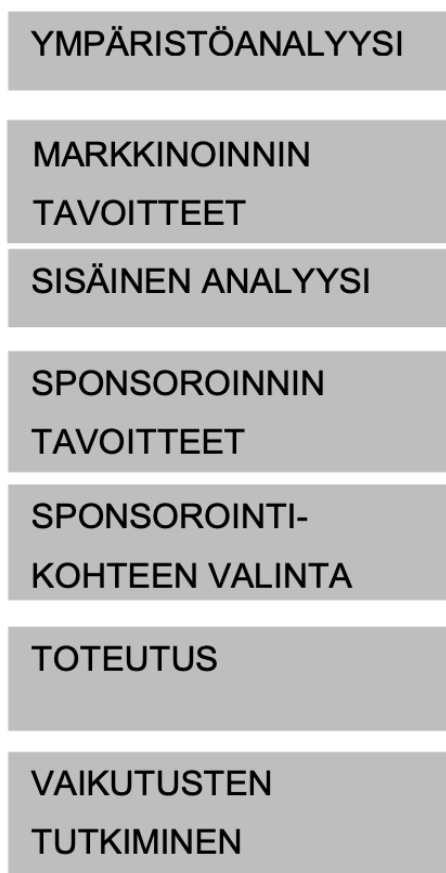 YMPÄRISTÖANALYYSI
MARKKINOINNIN
TAVOITTEET
SISÄINEN ANALYYSI
SPONSOROINNIN
TAVOITTEET
SPONSOROINTI-
KOHTEEN VALINTA
TOTEUTUS
VAIKUTUSTEN
TUTKIMINEN